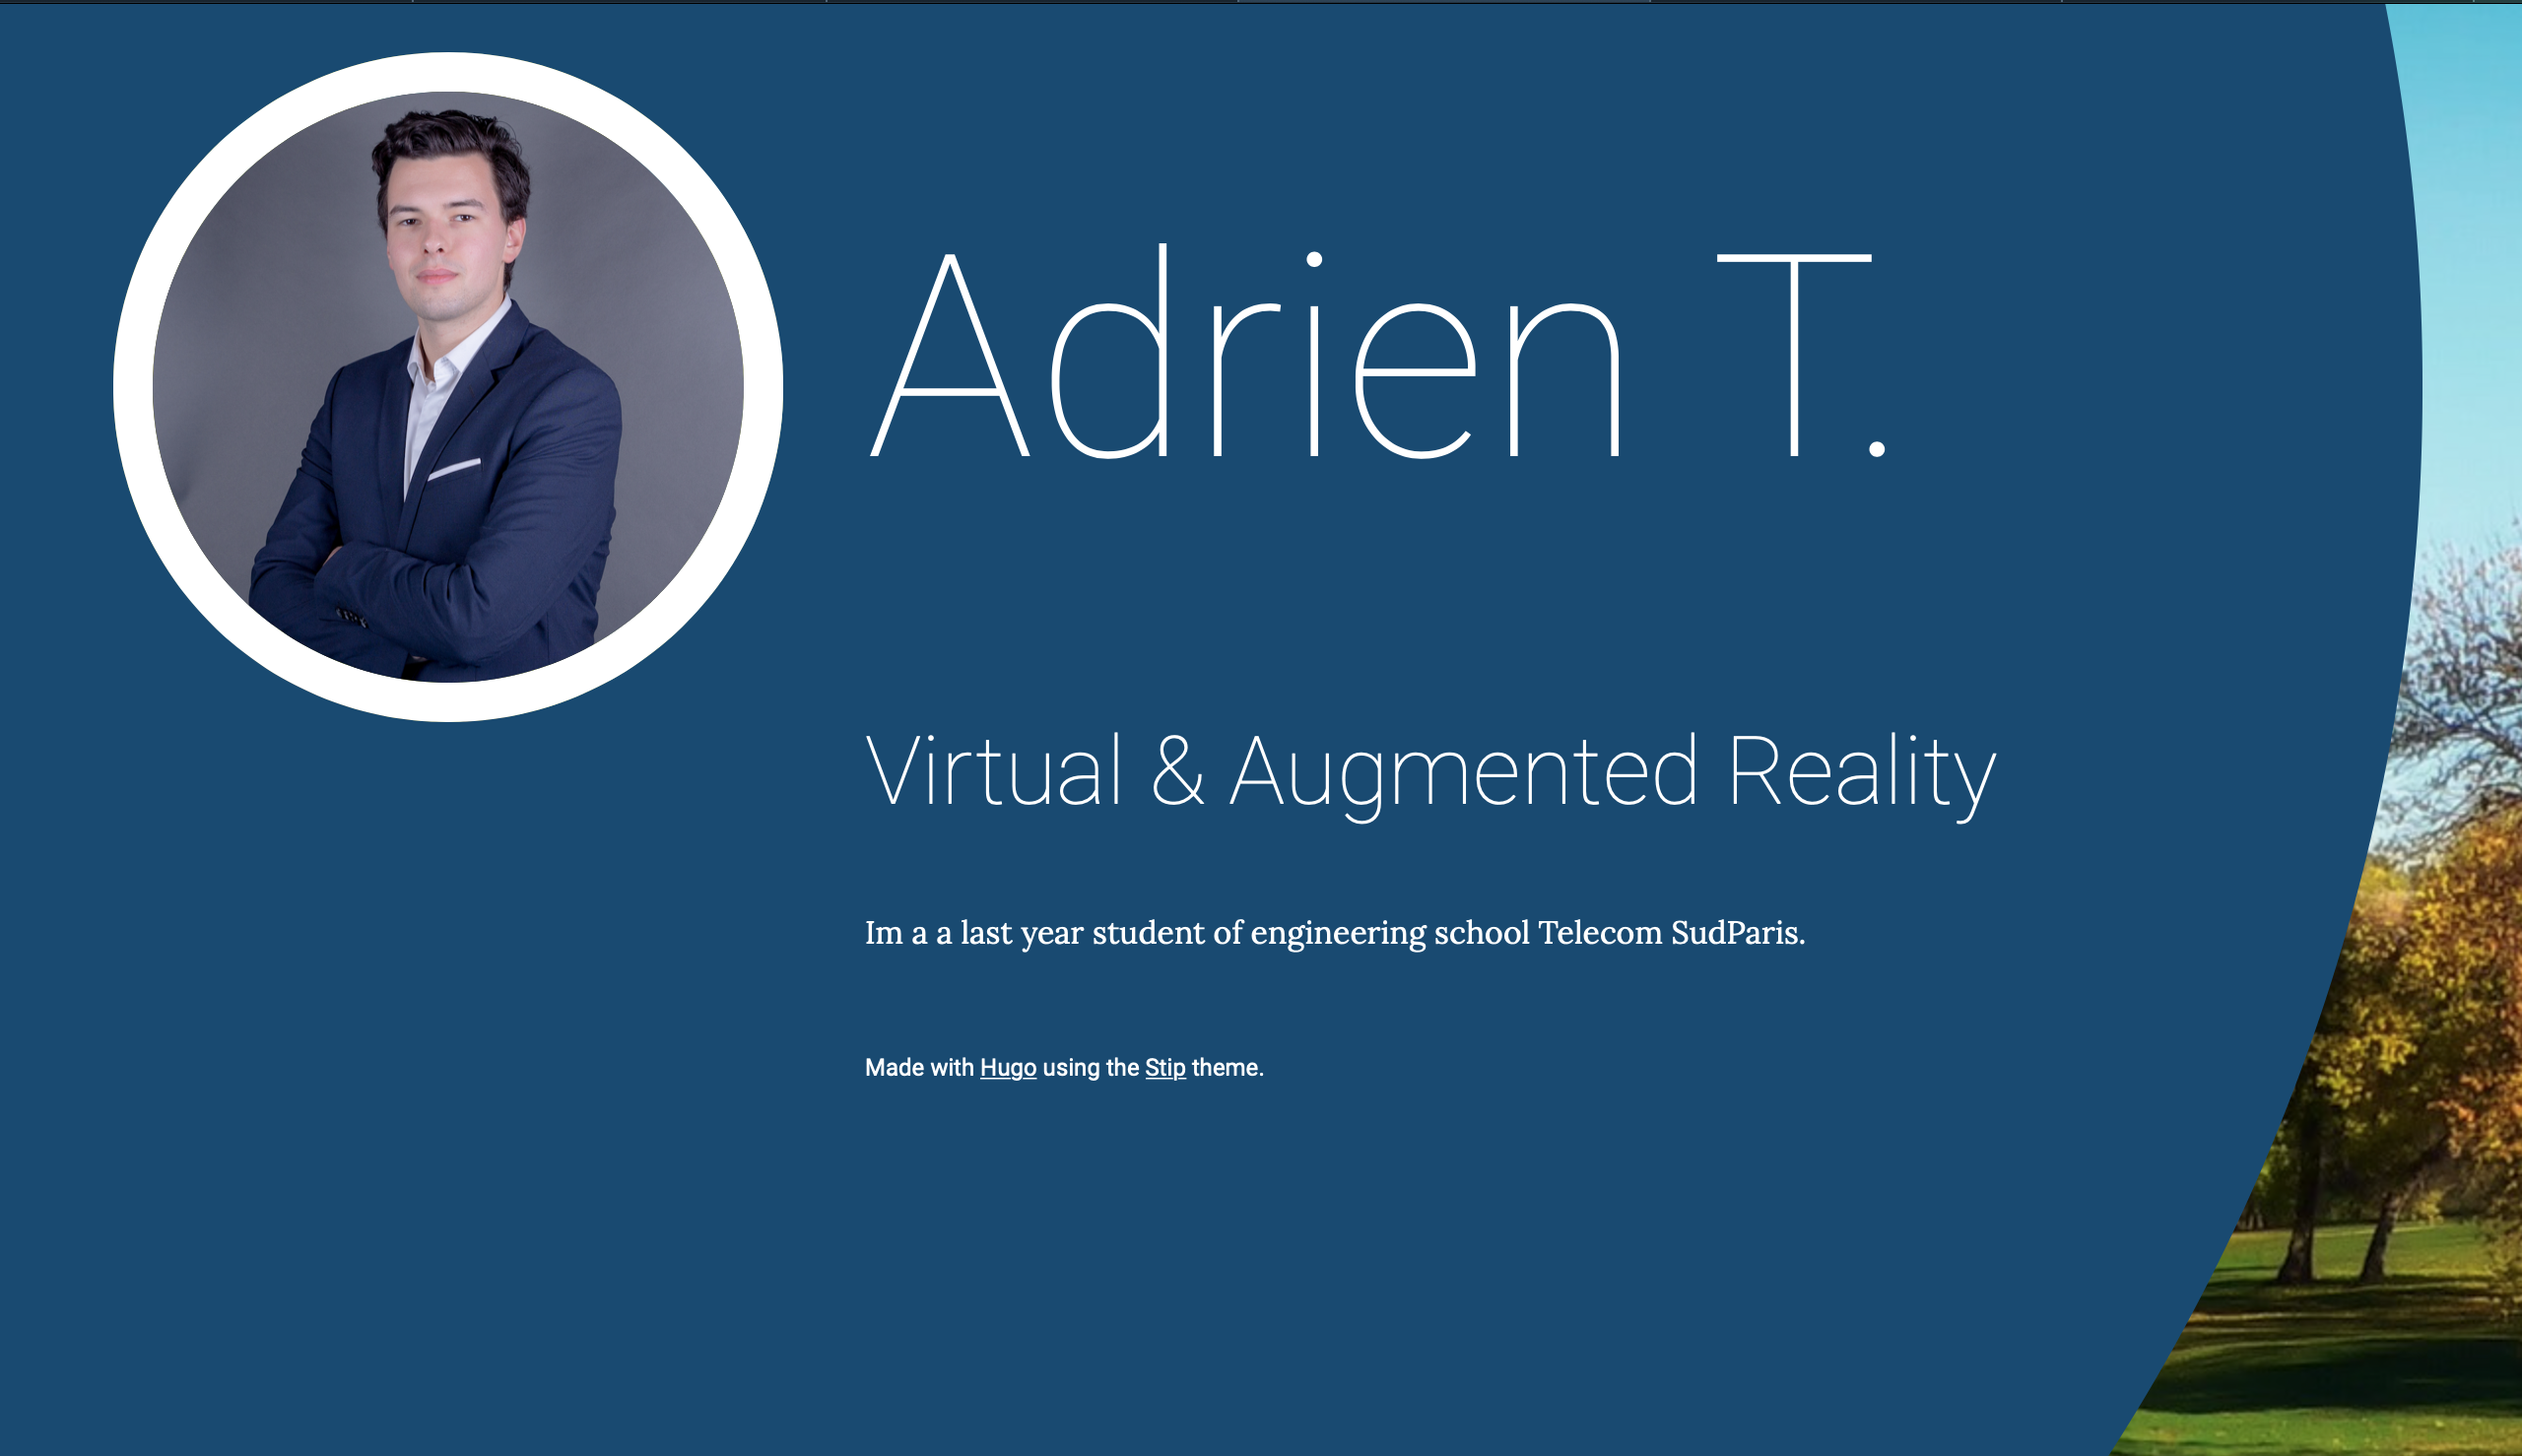 Adrien T.
Virtual & Augmented Reality
Im a a last year student of engineering school Telecom SudParis.
Made with Hugo using the Stip theme.